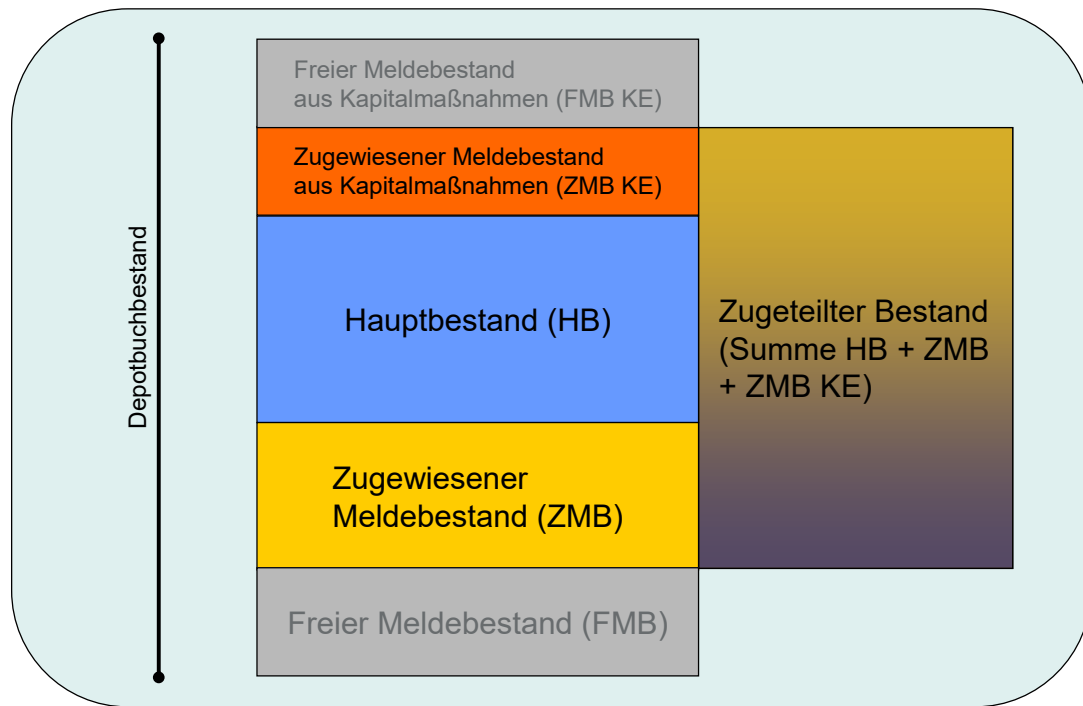 Depotbuchbestand
Freier Meldebestand
aus Kapitalmaßnahmen (FMB KE)
Zugewiesener Meldebestand
aus Kapitalmaßnahmen (ZMB KE)
Hauptbestand (HB)
Zugewiesener
Meldebestand (ZMB)
Freier Meldebestand (FMB)
Zugeteilter Bestand
(Summe HB + ZMB
+ ZMB KE)